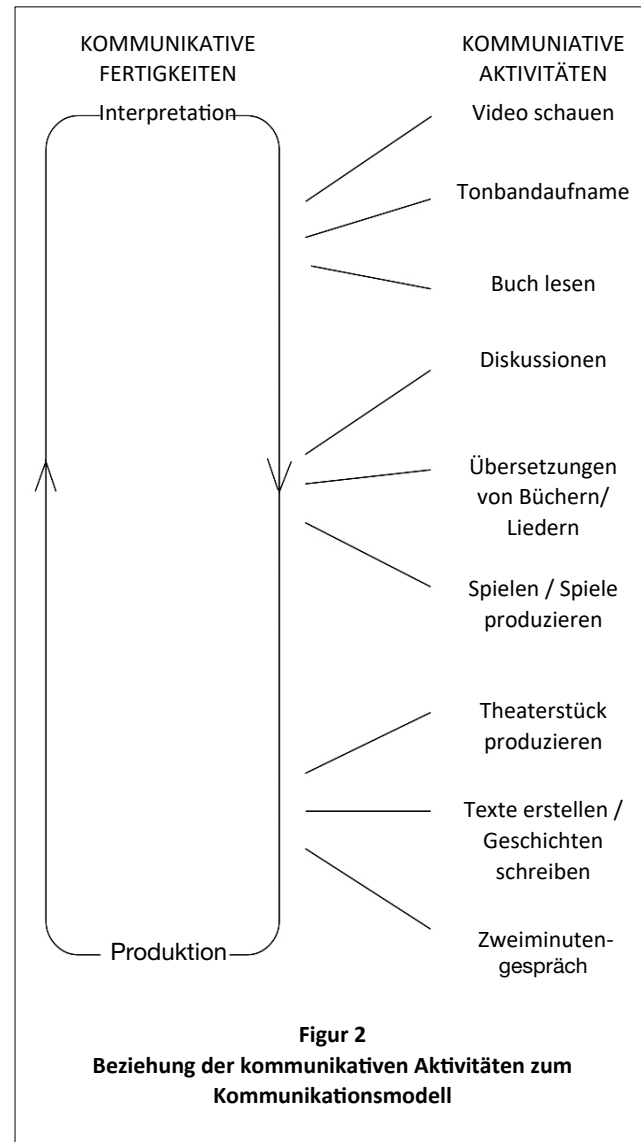 KOMMUNIKATIVE
FERTIGKEITEN
Interpretation
Produktion
KOMMUNIATIVE
AKTIVITÄTEN
Video schauen
Tonbandaufname
Buch lesen
Diskussionen
Übersetzungen
von Büchern/
Liedern
Spielen / Spiele
produzieren
Theaterstück
produzieren
Texte erstellen /
Geschichten
schreiben
Zweiminuten-
gespräch
Figur 2
Beziehung der kommunikativen Aktivitäten zum
Kommunikationsmodell